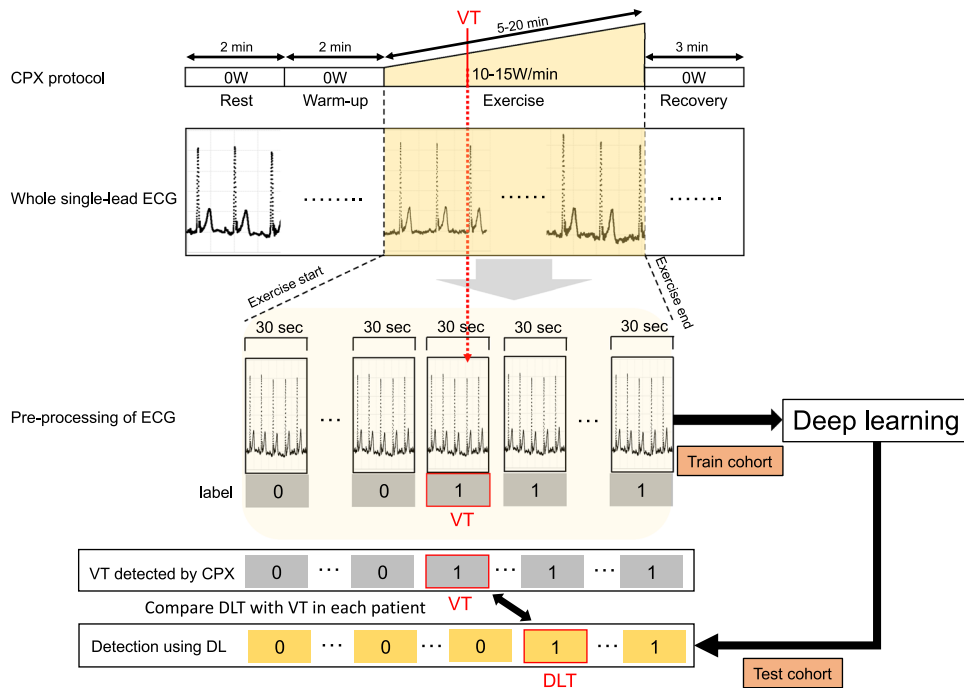 VT
5-20 min
2 min
2 min
3 min
CPX protocol
0W
0W
10-15W/min
0W
Rest
Warm-up
Exercise
Recovery
Whole single-lead ECG
Exercise start
Exercise end
30 sec
30 sec
30 sec
30 sec
30 sec
Pre-processing of ECG
Deep learning
Train cohort
label
0
0
1
1
1
VT
VT detected by CPX
0
0
1
1
1
VT
Compare DLT with VT in each patient
Detection using DL
0
0
0
1
1
DLT
Test cohort